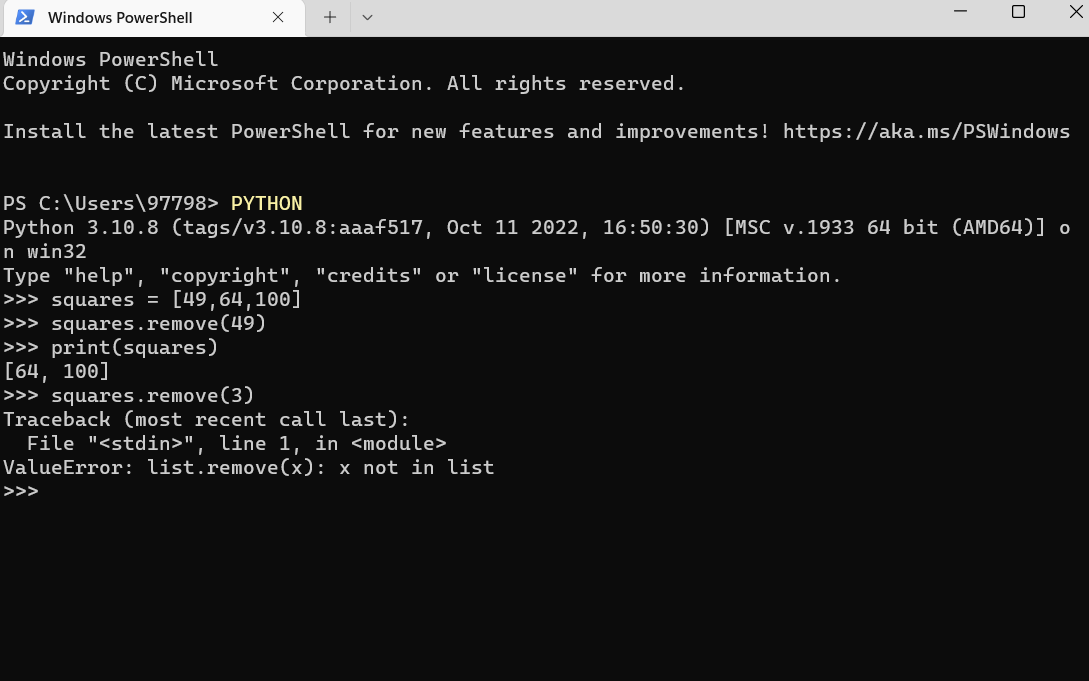 Windows PowerShell
Windows PowerShell
Copyright (C) Microsoft Corporation. All rights reserved.
Install the latest PowerShell for new features and improvements! https://aka.ms/PSWindows
PS C:\Users\97798> PYTHON
Python 3.10.8 (tags/v3.10.8:aaaf517, Oct 11 2022, 16:50:30) [MSC v.1933 64 bit (AMD64)] o
n win32
Type "help", "copyright", "credits" or "license" for more information.
>>> squares = [49,64,100]
>>> squares.remove(49)
>>> print(squares)
[64, 100]
>>> squares.remove(3)
Traceback (most recent call last):
  File "<stdin>", line 1, in <module>
ValueError: list.remove(x): x not in list
>>>